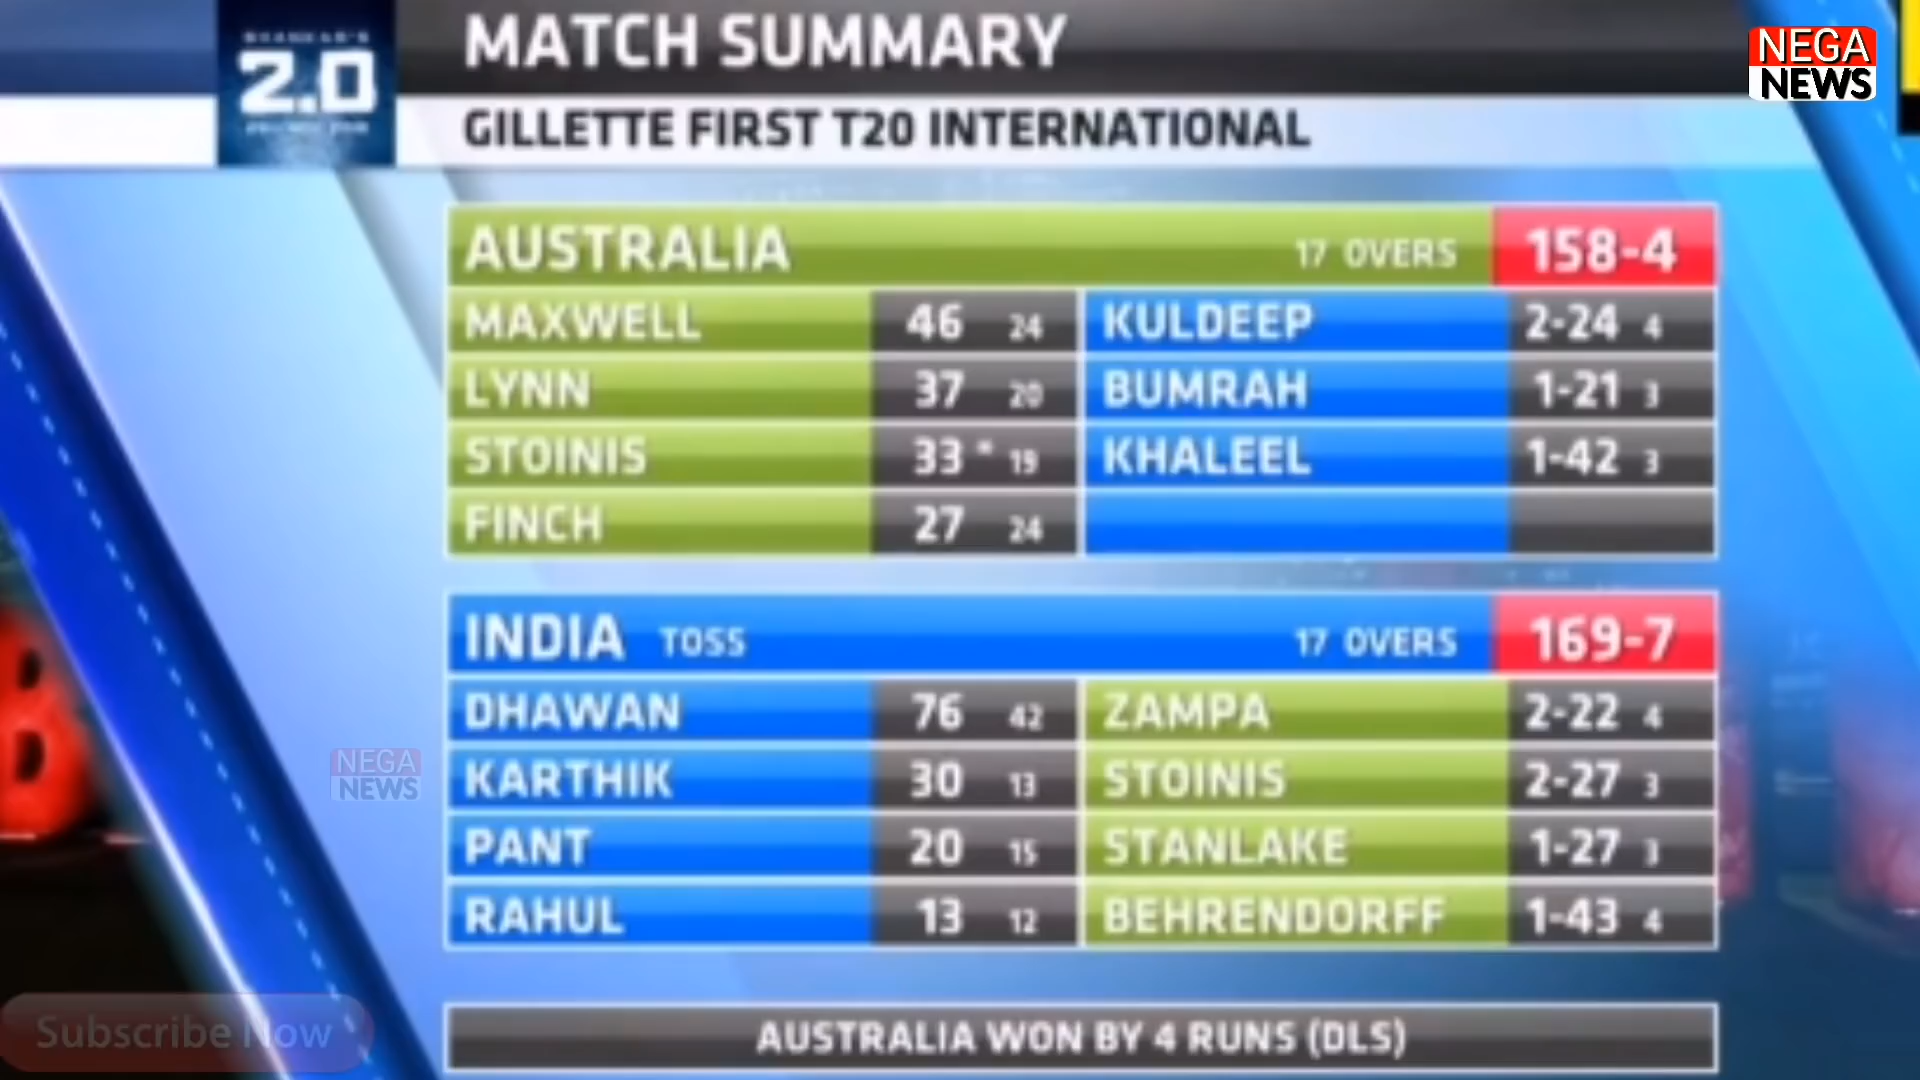 MATCH SUMMARY
2.0
GILLETTE FIRST T20 INTERNATIONAL
NEGA
NEWS
AUSTRALIA 17 OVERS 158-4
MAXWELL 46 24 KULDEEP 2-24 4
LYNN 37 20 BUMRAH 1-21 3
STOINIS 33* 19 KHALEEL 1-42 3
FINCH 27 24
INDIA TOSS 17 OVERS 169-7
DHAWAN 76 42 ZAMPA 2-22 4
KARTHIK 30 13 STOINIS 2-27 3
PANT 20 15 STANLAKE 1-27 3
RAHUL 13 12 BEHRENDORFF 1-43 4
NEGA
NEWS
AUSTRALIA WON BY 4 RUNS (DLS)
Subscribe Now